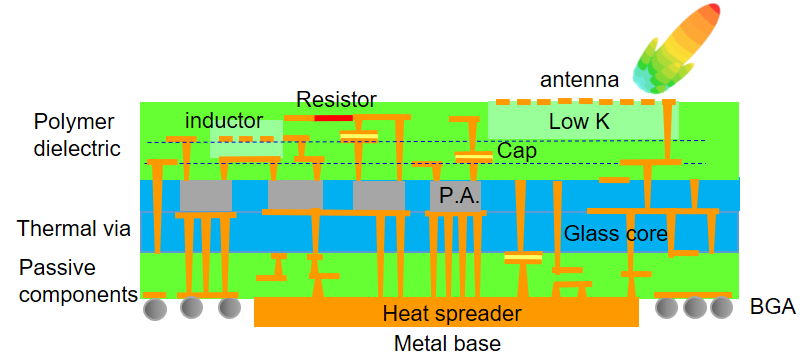 antenna
Resistor
inductor
Polymer
dielectric
Low K
Cap
P.A.
Thermal via
Glass core
Passive
components
Heat spreader
BGA
Metal base